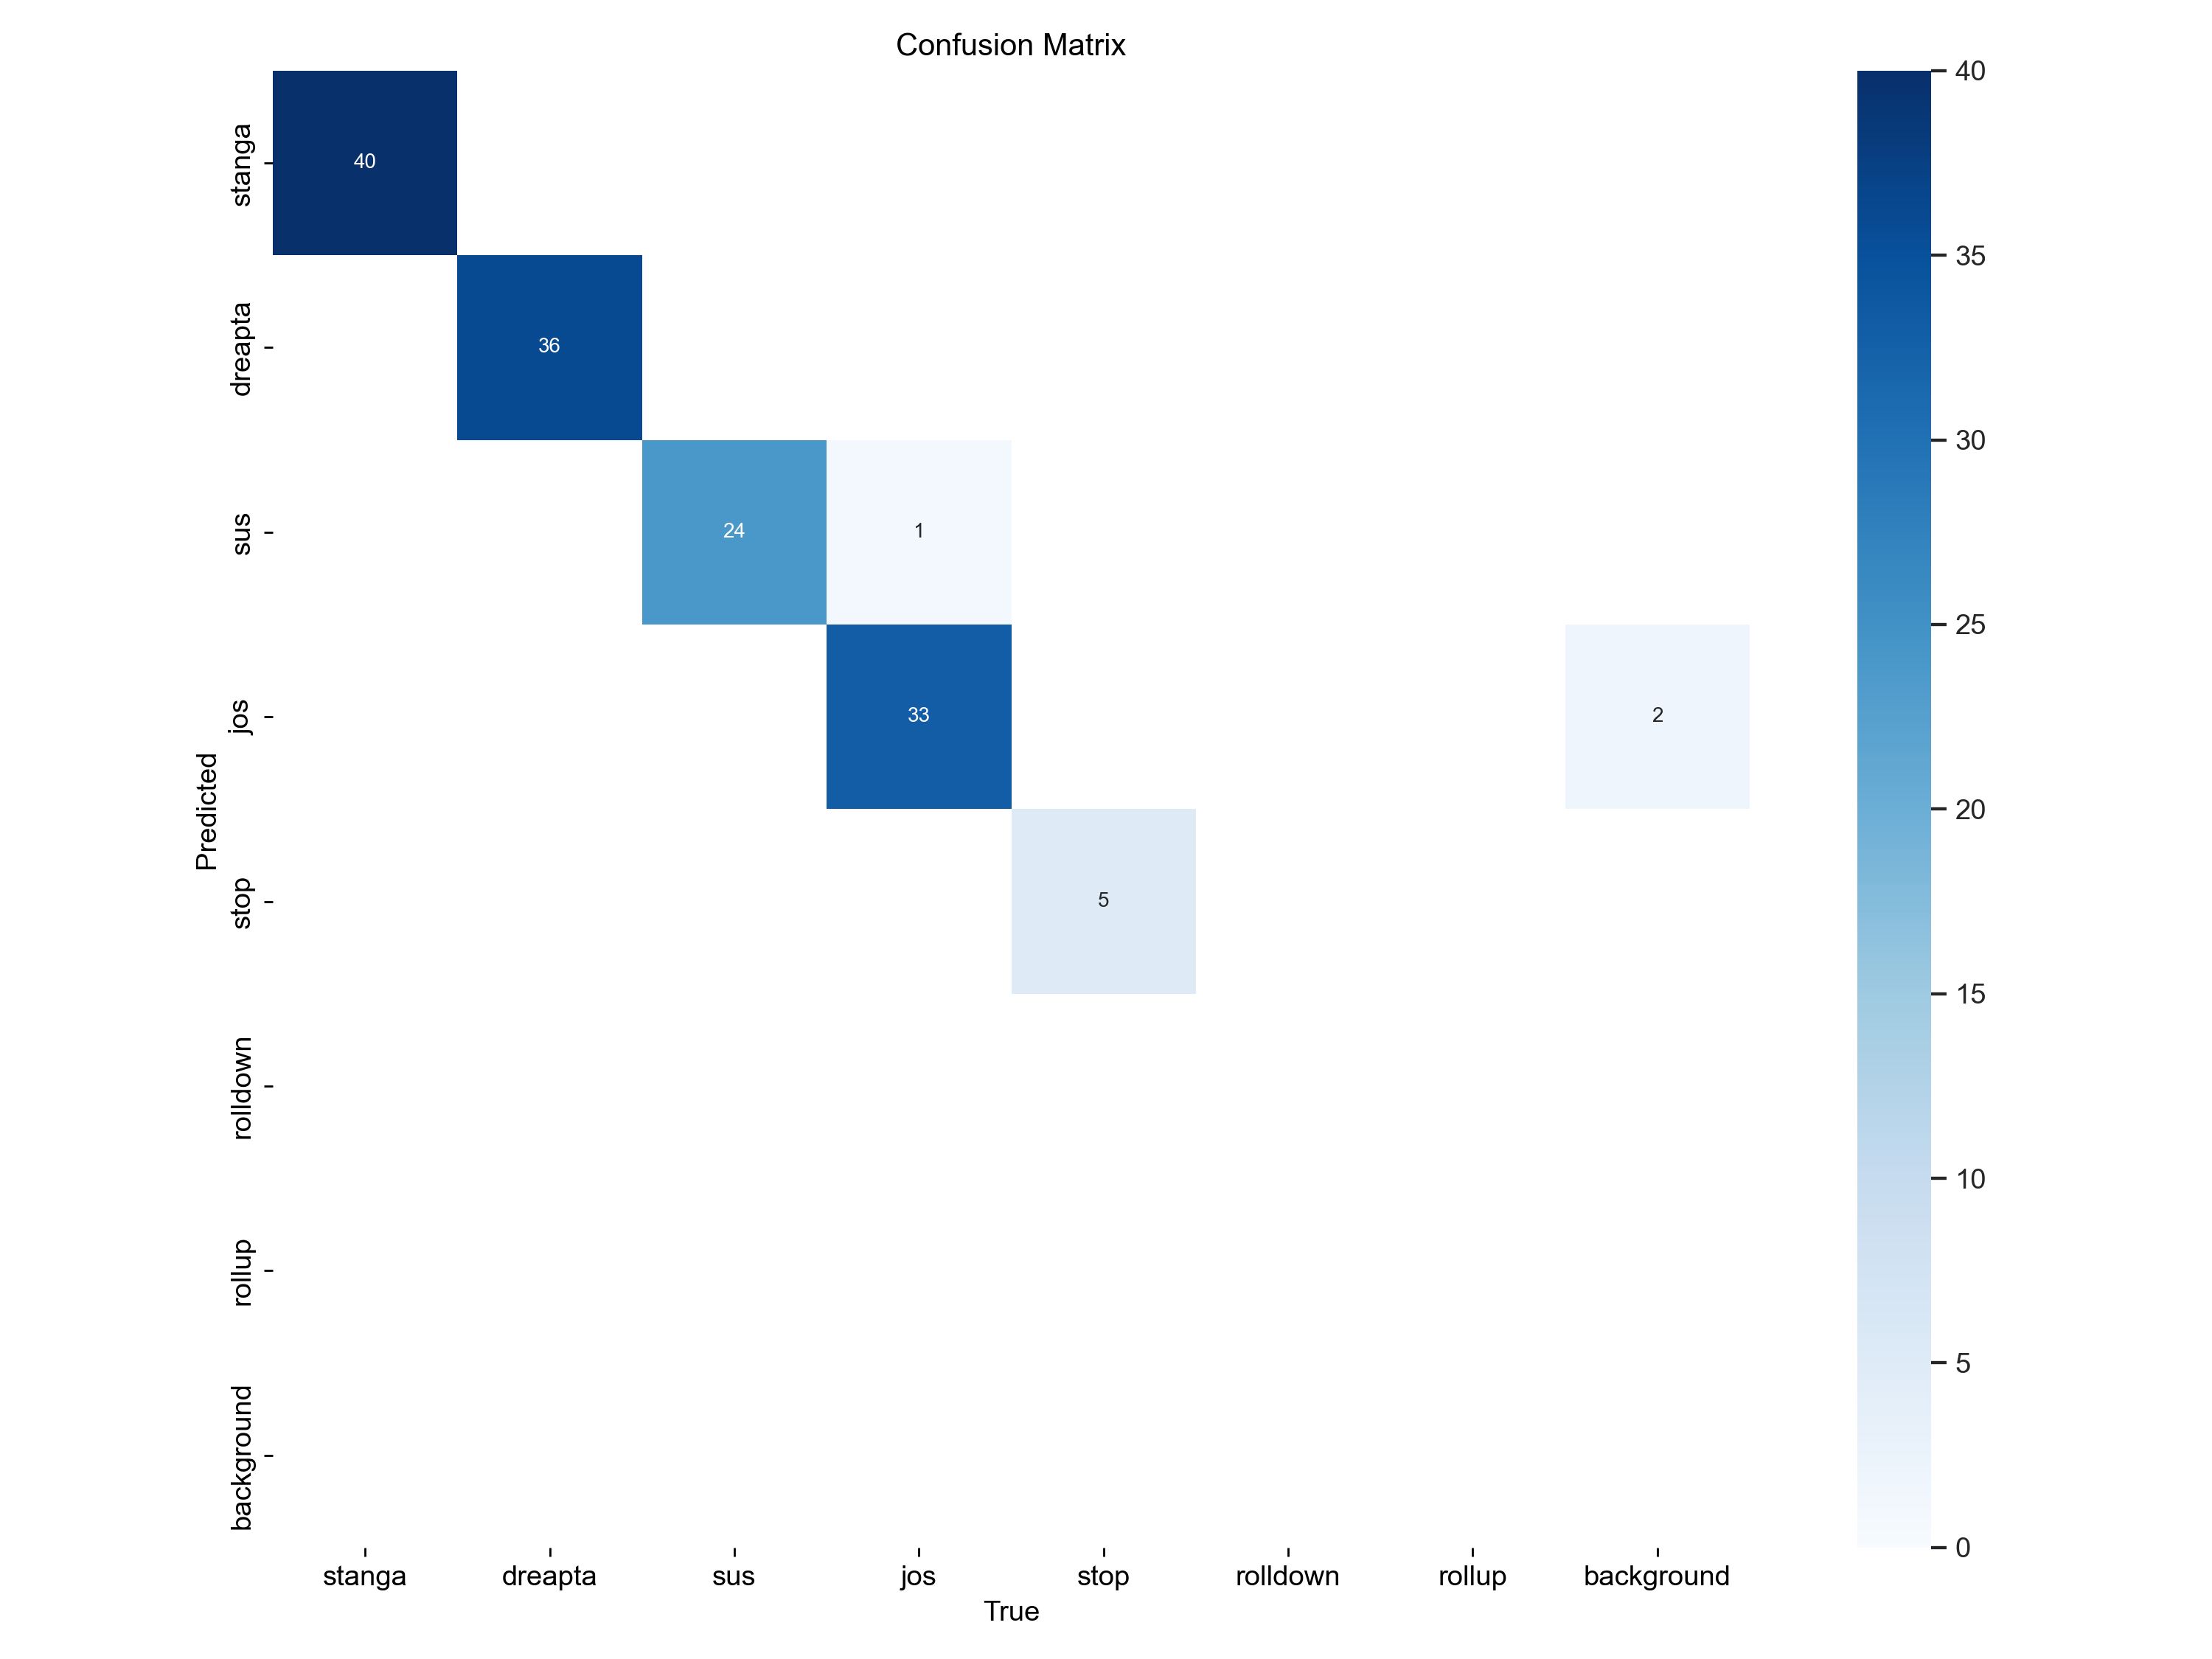 Confusion Matrix
40
stanga
40
35
dreapta
36
30
sus
24
1
25
jos
33
2
20
Predicted
stop
5
15
rolldown
10
rollup
5
background
0
stanga dreapta sus jos stop rolldown rollup background
True